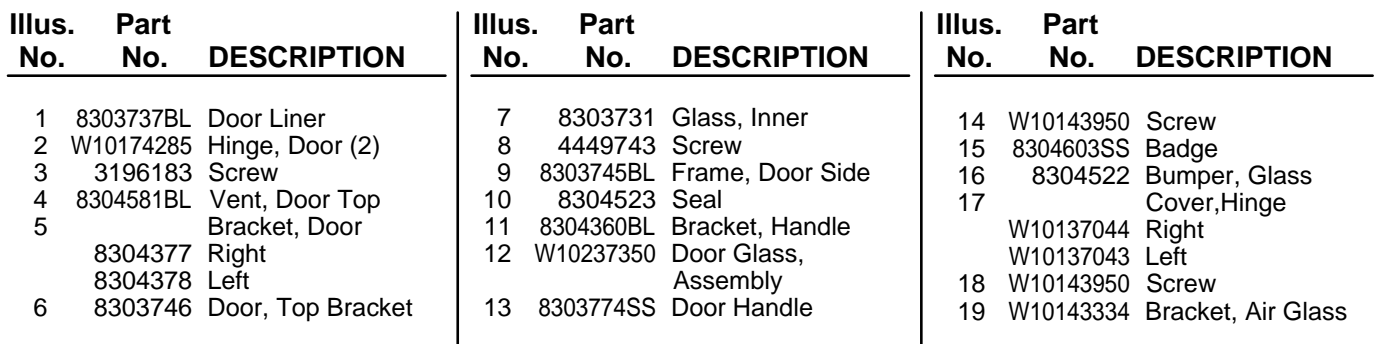 Illus. Part
No. No. DESCRIPTION
1 8303737BL Door Liner
2 W10174285 Hinge, Door (2)
3 3196183 Screw
4 8304581BL Vent, Door Top
5 Bracket, Door
8304377 Right
8304378 Left
6 8303746 Door, Top Bracket
Illus. Part
No. No. DESCRIPTION
7 8303731 Glass, Inner
8 4449743 Screw
9 8303745BL Frame, Door Side
10 8304523 Seal
11 8304360BL Bracket, Handle
12 W10237350 Door Glass,
Assembly
13 8303774SS Door Handle
Illus. Part
No. No. DESCRIPTION
14 W10143950 Screw
15 8304603SS Badge
16 8304522 Bumper, Glass
17 Cover,Hinge
W10137044 Right
W10137043 Left
18 W10143950 Screw
19 W10143334 Bracket, Air Glass